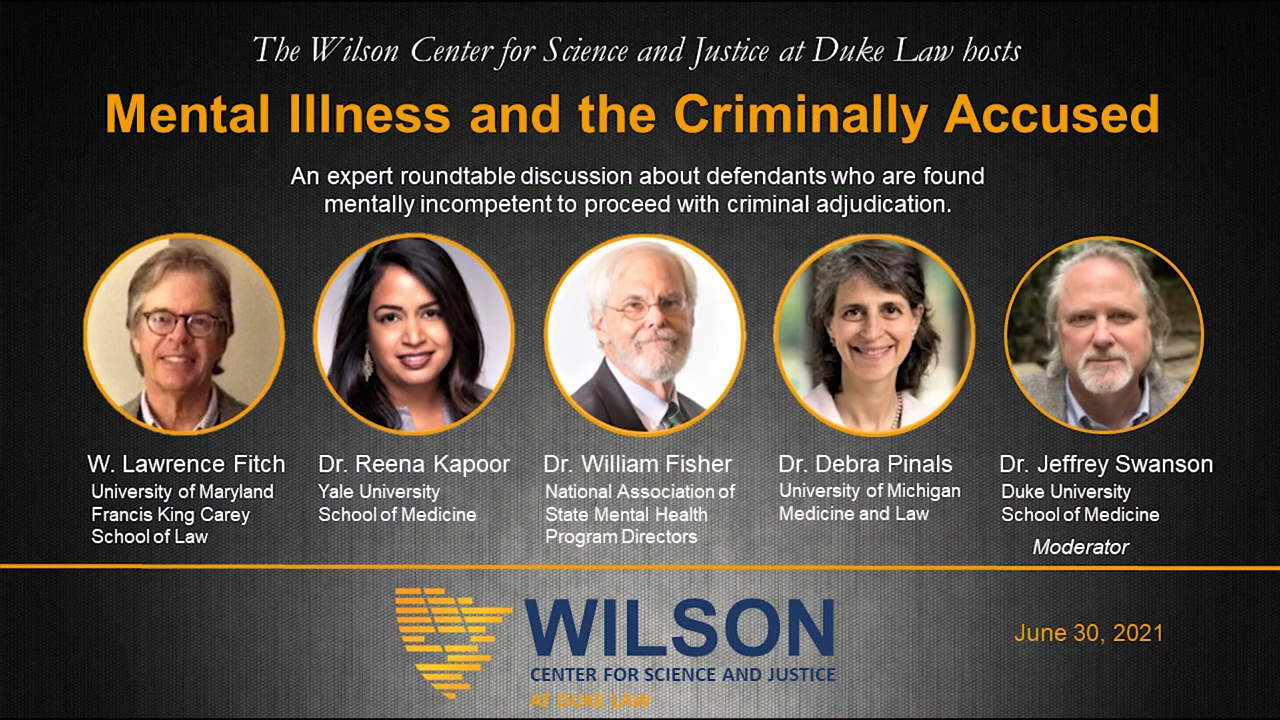 The Wilson Center for Science and Justice at Duke Law hosts
Mental Illness and the Criminally Accused
An expert roundtable discussion about defendants who are found
mentally incompetent to proceed with criminal adjudication.
W. Lawrence Fitch
University of Maryland
Francis King Carey
School of Law
Dr. Reena Kapoor
Yale University
School of Medicine
Dr. William Fisher
National Association of
State Mental Health
Program Directors
Dr. Debra Pinals
University of Michigan
Medicine and Law
Dr. Jeffrey Swanson
Duke University
School of Medicine
Moderator
WILSON
CENTER FOR SCIENCE AND JUSTICE
AT DUKE LAW
June 30, 2021